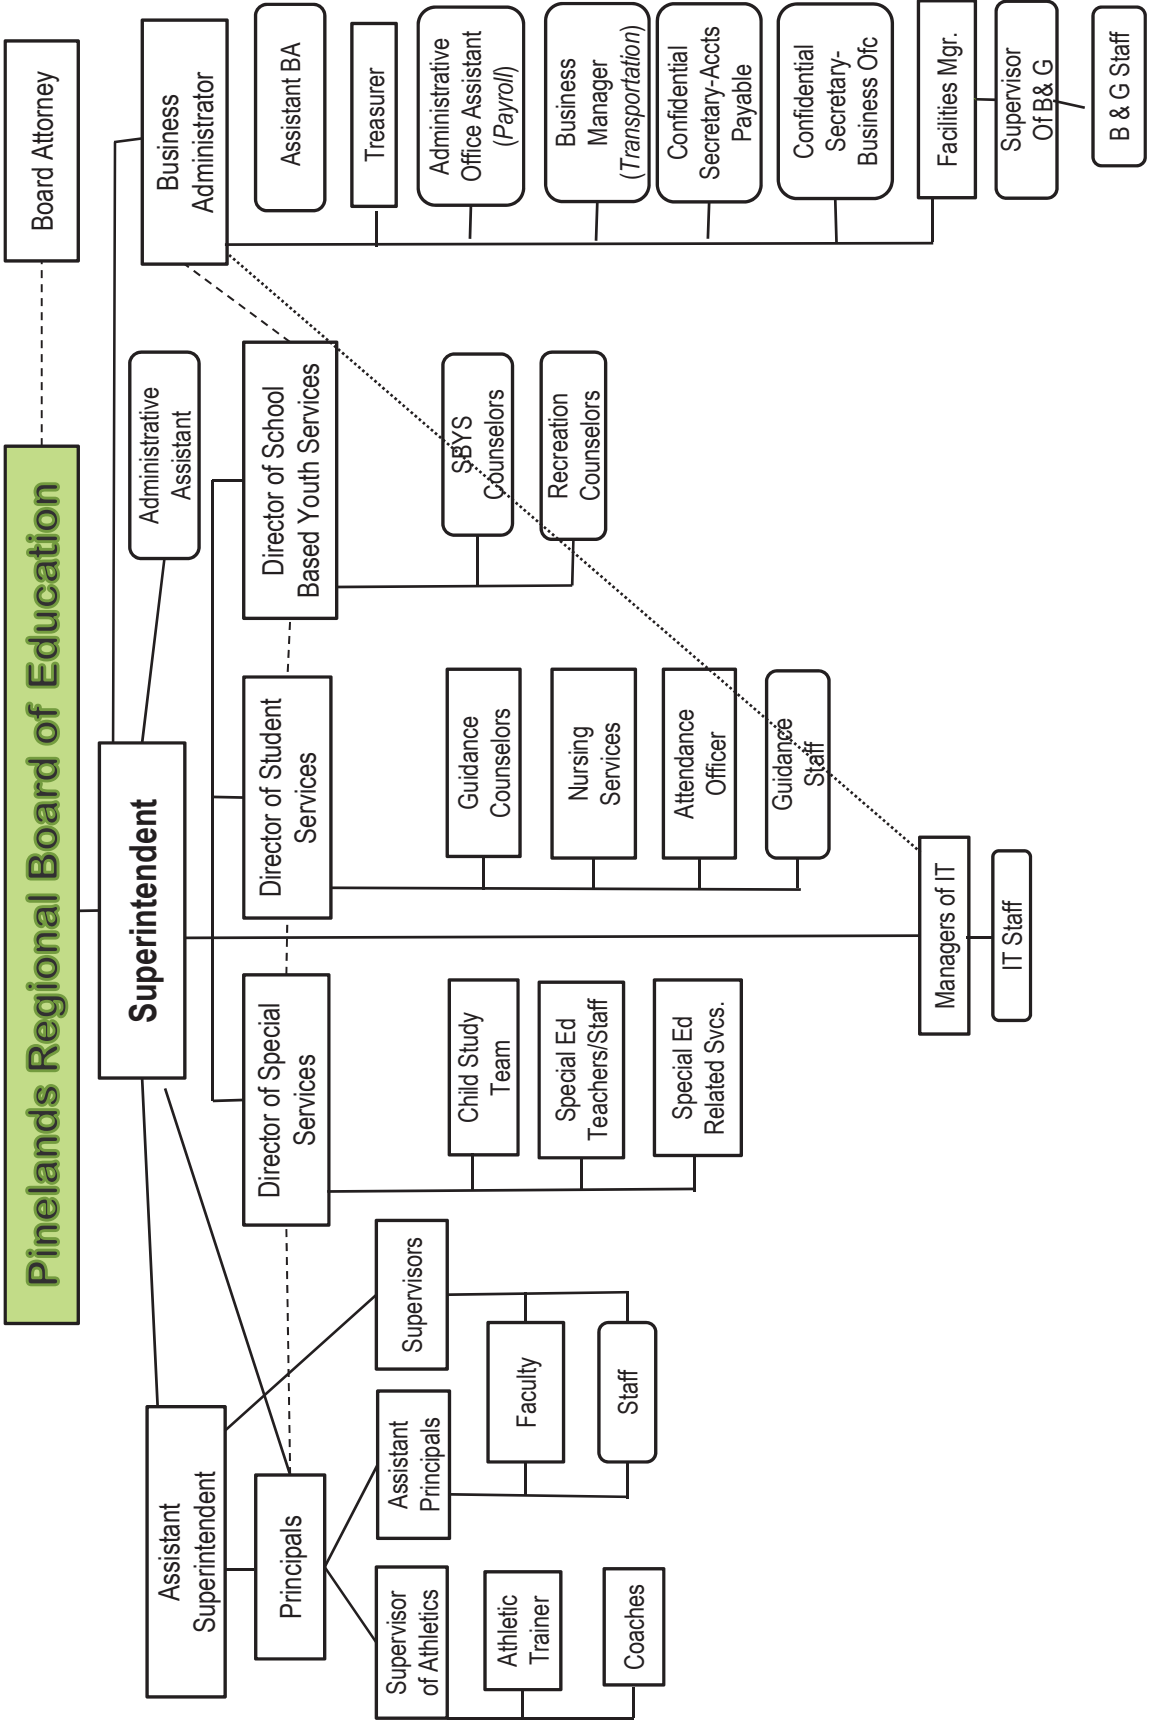 Pinelands Regional Board of Education
Board Attorney
Superintendent
Administrative
Assistant
Business
Administrator
Assistant
Superintendent
Principals
Supervisor
of Athletics
Athletic
Trainer
Coaches
Assistant
Principals
Supervisors
Faculty
Staff
Director of Special
Services
Child Study
Team
Special Ed
Teachers/Staff
Special Ed
Related Svcs.
Director of Student
Services
Guidance
Counselors
Nursing
Services
Attendance
Officer
Guidance
Staff
Director of School
Based Youth Services
SBYS
Counselors
Recreation
Counselors
Managers of IT
IT Staff
Assistant BA
Treasurer
Administrative
Office Assistant
(Payroll)
Business
Manager
(Transportation)
Confidential
Secretary-Accts
Payable
Confidential
Secretary-
Business Ofc
Facilities Mgr.
Supervisor
Of B& G
B & G Staff